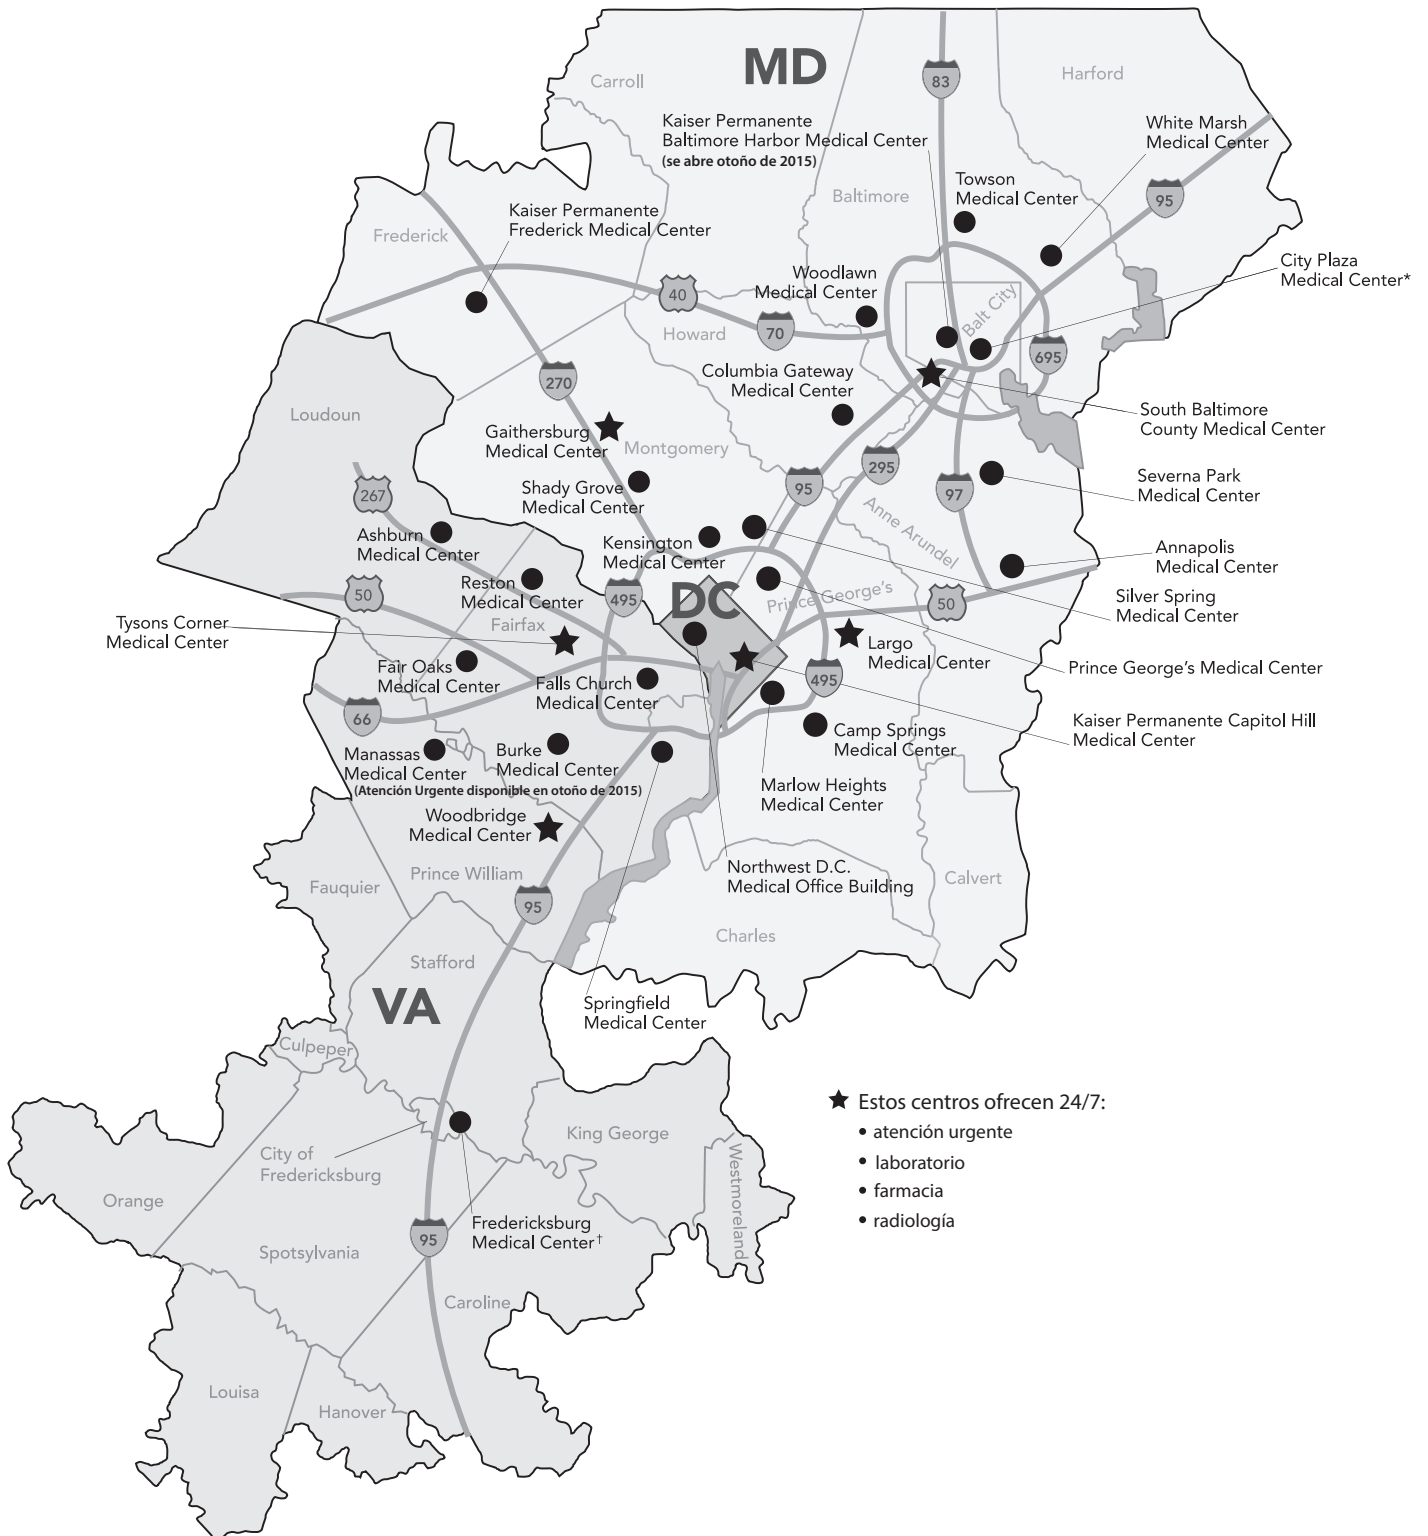 MD
Carroll
Harford
83
Kaiser Permanente
Baltimore Harbor Medical Center
(se abre otoño de 2015)
White Marsh
Medical Center
Baltimore
Towson
Medical Center
95
Kaiser Permanente
Frederick Medical Center
Frederick
City Plaza
Medical Center*
Woodlawn
Medical Center
40
Balt City
70
Howard
695
Columbia Gateway
Medical Center
270
Loudoun
South Baltimore
County Medical Center
Gaithersburg
Medical Center
Montgomery
295
Severna Park
Medical Center
Shady Grove
Medical Center
95
97
267
Anne Arundel
Ashburn
Medical Center
Kensington
Medical Center
Annapolis
Medical Center
Reston
Medical Center
50
495
DC
Prince George's
50
Silver Spring
Medical Center
Fairfax
Tysons Corner
Medical Center
Largo
Medical Center
Fair Oaks
Medical Center
Falls Church
Medical Center
495
Prince George's Medical Center
66
Kaiser Permanente Capitol Hill
Medical Center
Camp Springs
Medical Center
Manassas
Medical Center
Burke
Medical Center
(Atención Urgente disponible en otoño de 2015)
Marlow Heights
Medical Center
Woodbridge
Medical Center
Northwest D.C.
Medical Office Building
Prince William
Fauquier
Calvert
95
Charles
Stafford
VA
Springfield
Medical Center
Culpeper
★ Estos centros ofrecen 24/7:
• atención urgente
• laboratorio
• farmacia
• radiología
King George
City of
Fredericksburg
Westmoreland
Orange
Fredericksburg
Medical Center†
95
Spotsylvania
Caroline
Louisa
Hanover